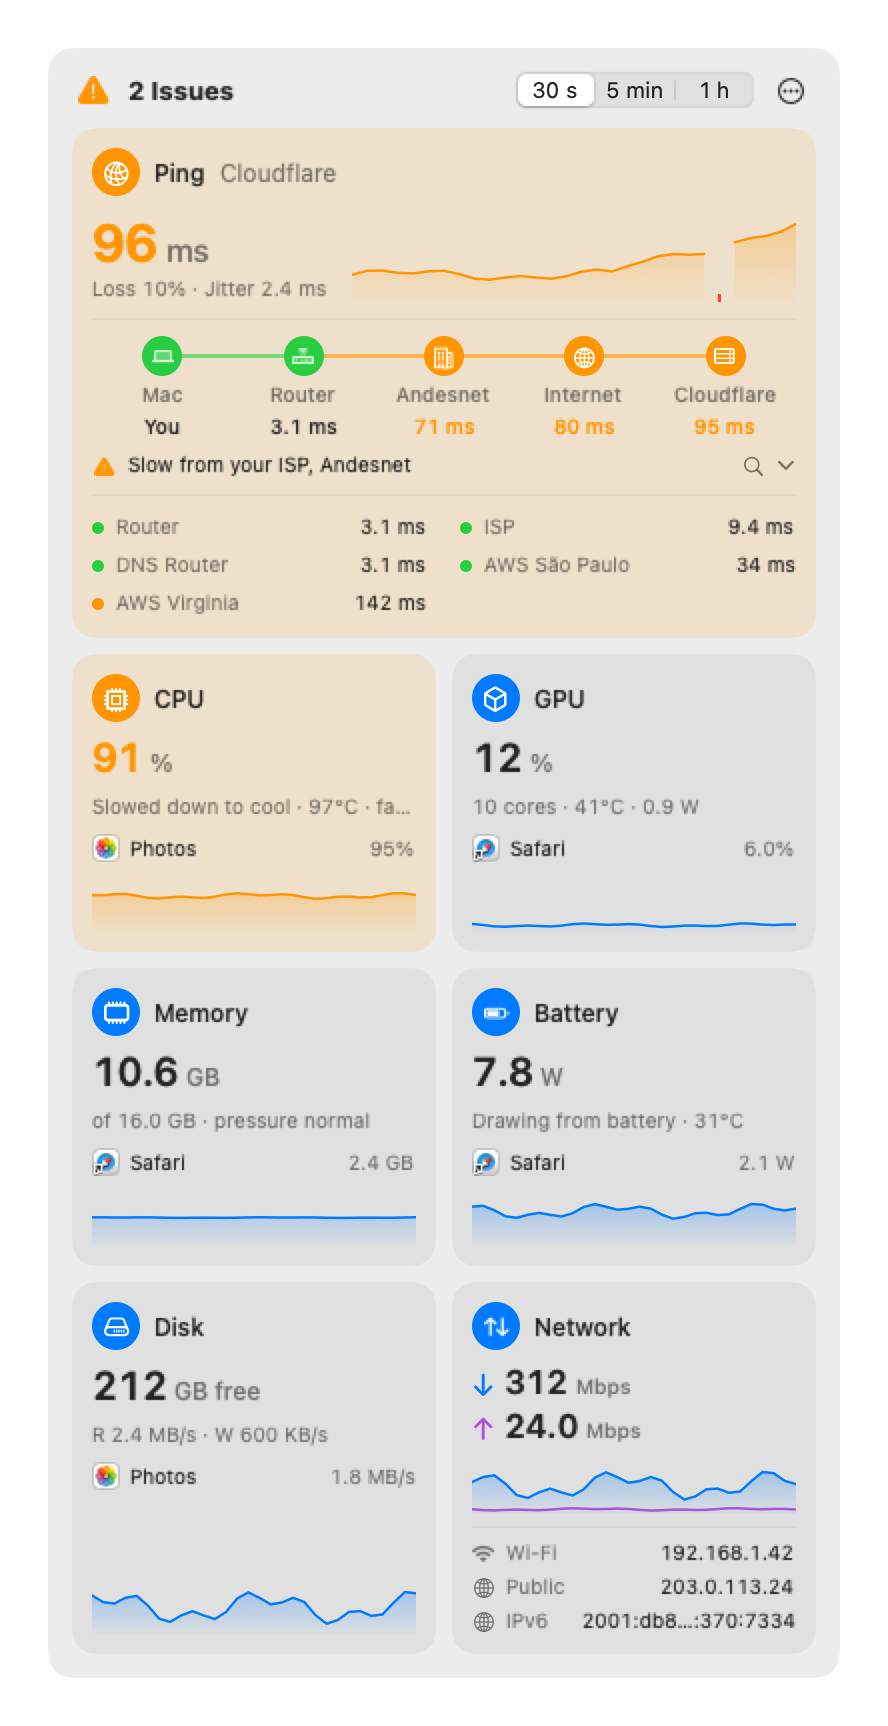 2 Issues
30 s 5 min 1 h
Ping Cloudflare
96 ms
Loss 10% · Jitter 2.4 ms
Mac Router Andesnet Internet Cloudflare
You 3.1 ms 71 ms 80 ms 95 ms
Slow from your ISP, Andesnet
Router 3.1 ms ISP 9.4 ms
DNS Router 3.1 ms AWS São Paulo 34 ms
AWS Virginia 142 ms
CPU
91 %
Slowed down to cool · 97°C · fa…
Photos 95%
GPU
12 %
10 cores · 41°C · 0.9 W
Safari 6.0%
Memory
10.6 GB
of 16.0 GB · pressure normal
Safari 2.4 GB
Battery
7.8 W
Drawing from battery · 31°C
Safari 2.1 W
Disk
212 GB free
R 2.4 MB/s · W 600 KB/s
Photos 1.8 MB/s
Network
↓ 312 Mbps
↑ 24.0 Mbps
Wi-Fi 192.168.1.42
Public 203.0.113.24
IPv6 2001:db8…:370:7334